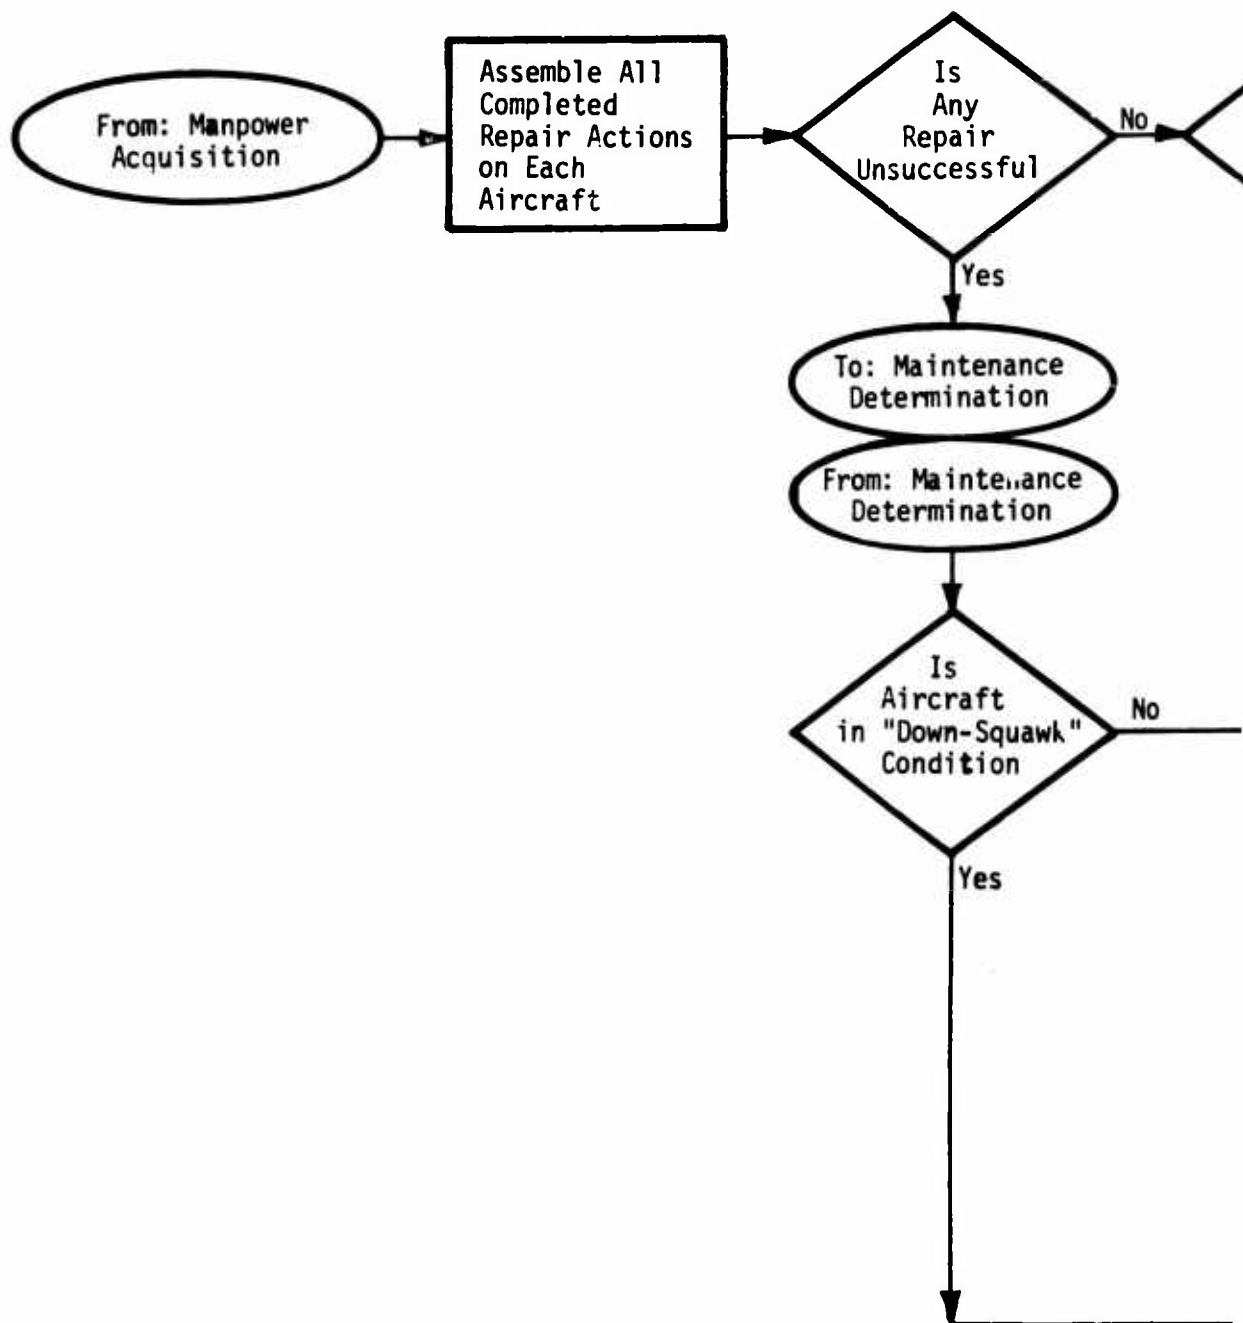 From: Manpower
Acquisition
Assemble All
Completed
Repair Actions
on Each
Aircraft
Is
Any
Repair
Unsuccessful
No
Yes
To: Maintenance
Determination
From: Maintenance
Determination
Is
Aircraft
in "Down-Squawk"
Condition
No
Yes